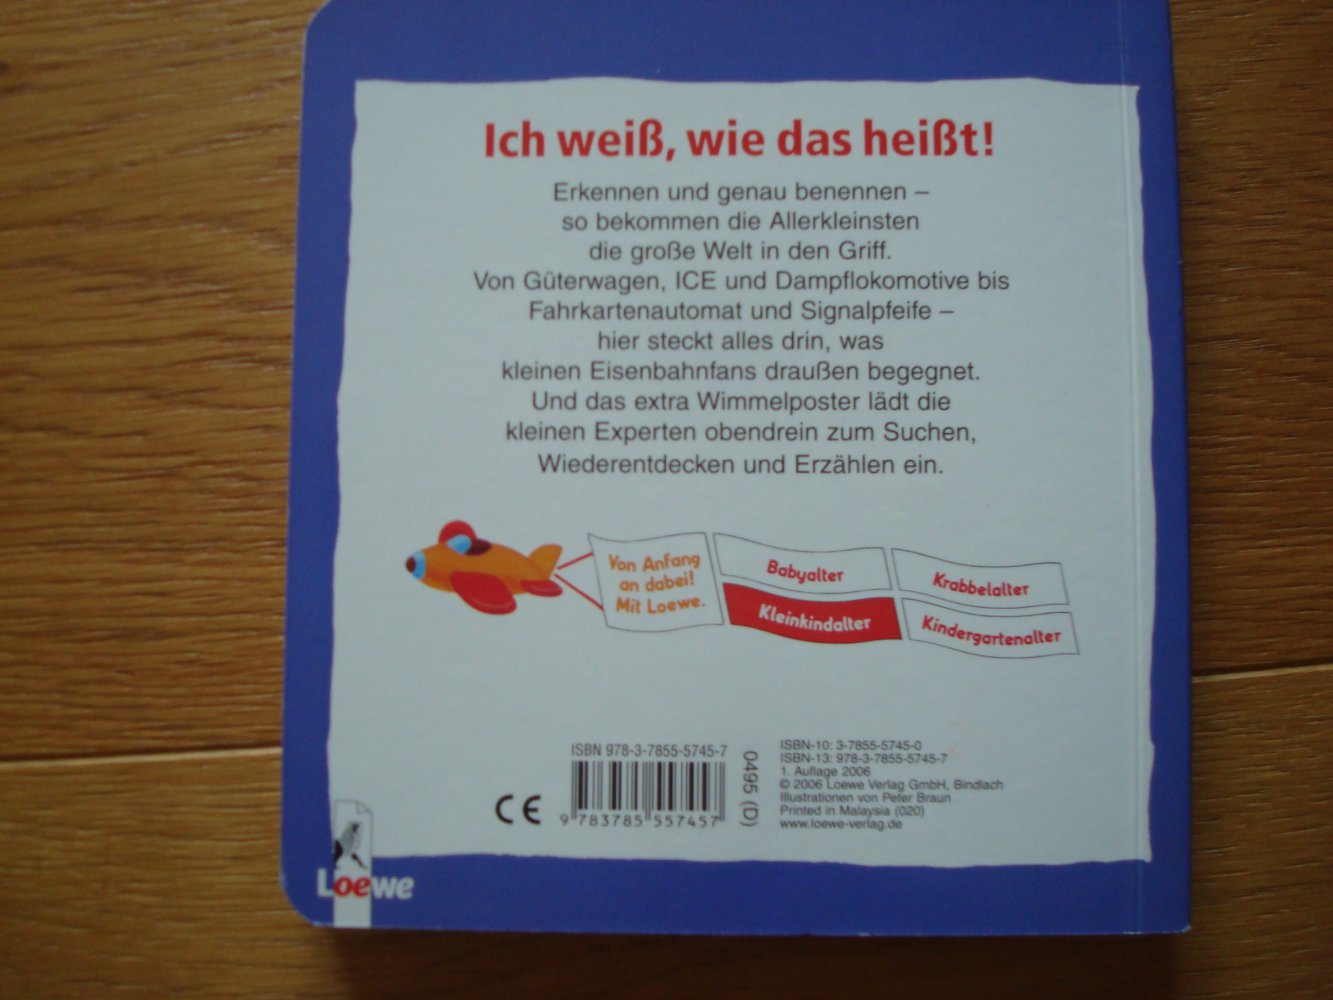 Ich weiß, wie das heißt!
Erkennen und genau benennen –
so bekommen die Allerkleinsten
die große Welt in den Griff.
Von Güterwagen, ICE und Dampflokomotive bis
Fahrkartenautomat und Signalpfeife –
hier steckt alles drin, was
kleinen Eisenbahnfans draußen begegnet.
Und das extra Wimmelposter lädt die
kleinen Experten obendrein zum Suchen,
Wiederentdecken und Erzählen ein.
Von Anfang
an dabei!
Mit Loewe.
Babyalter
Krabbelalter
Kleinkindalter
Kindergartenalter
ISBN 978-3-7855-5745-7
9 783785 557457
0495 (D)
CE
ISBN-10: 3-7855-5745-0
ISBN-13: 978-3-7855-5745-7
1. Auflage 2006
© 2006 Loewe Verlag GmbH, Bindlach
Illustrationen von Peter Braun
Printed in Malaysia (020)
www.loewe-verlag.de
Loewe